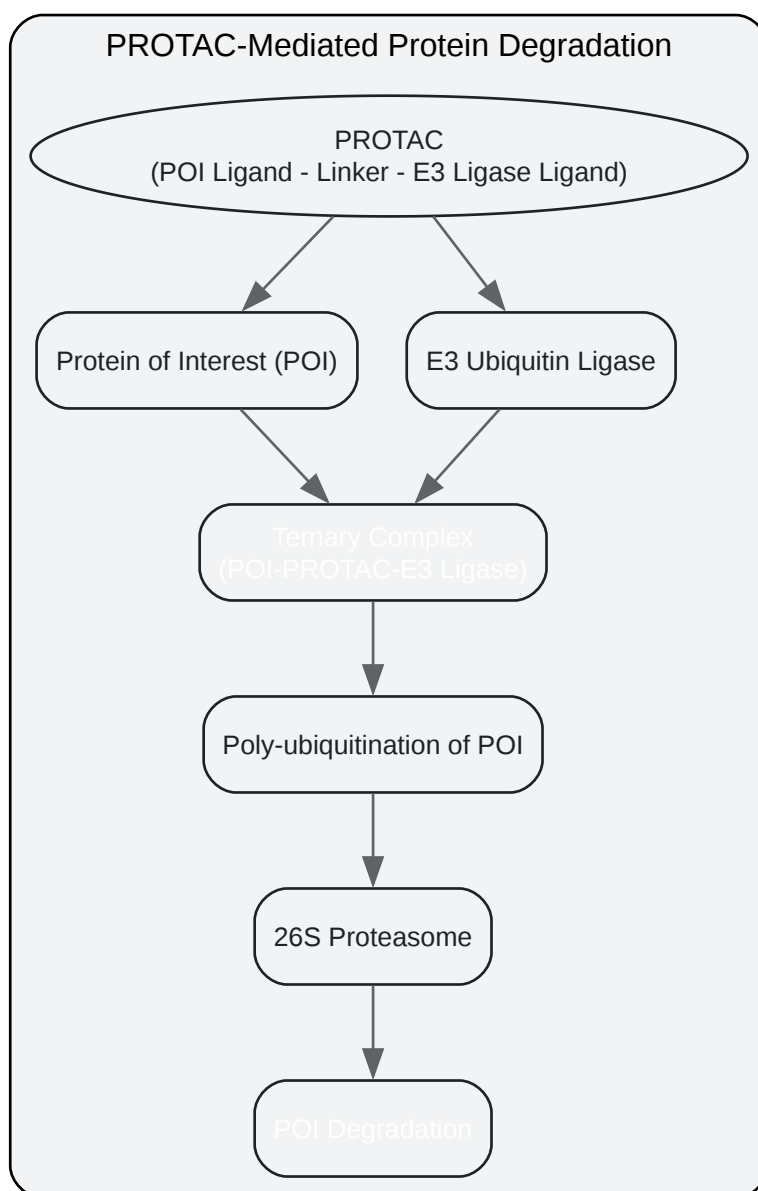 PROTAC-Mediated Protein Degradation
PROTAC
(POI Ligand - Linker - E3 Ligase Ligand)
Protein of Interest (POI)
E3 Ubiquitin Ligase
Ternary Complex
(POI-PROTAC-E3 Ligase)
Poly-ubiquitination of POI
26S Proteasome
POI Degradation